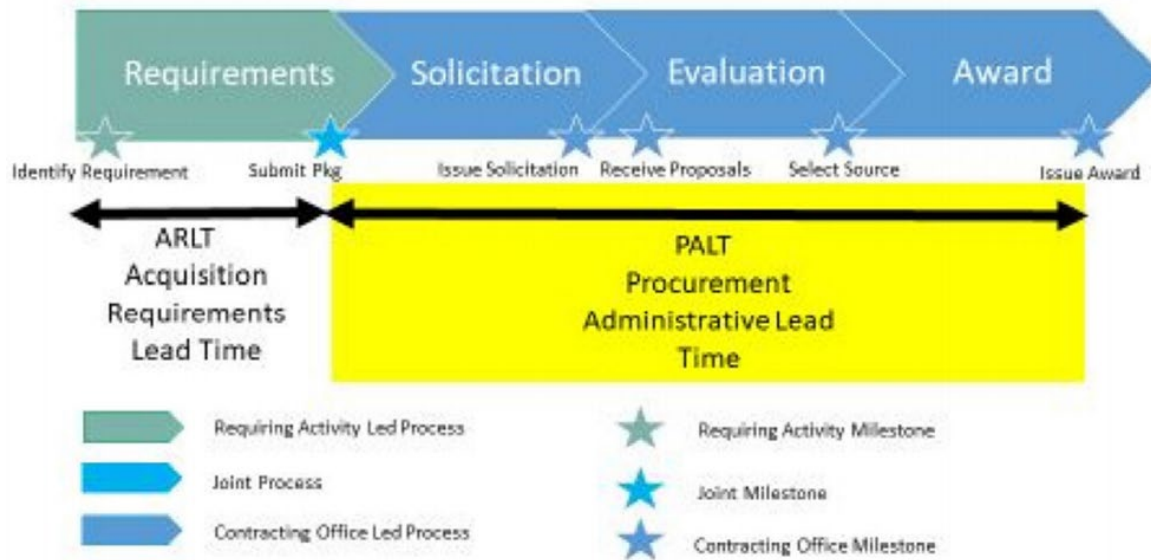 Requirements
Solicitation
Evaluation
Award
Identify Requirement
Submit Pkg
Issue Solicitation
Receive Proposals
Select Source
Issue Award
ARLT
Acquisition
Requirements
Lead Time
PALT
Procurement
Administrative Lead
Time
Requiring Activity Led Process
Joint Process
Contracting Office Led Process
Requiring Activity Milestone
Joint Milestone
Contracting Office Milestone